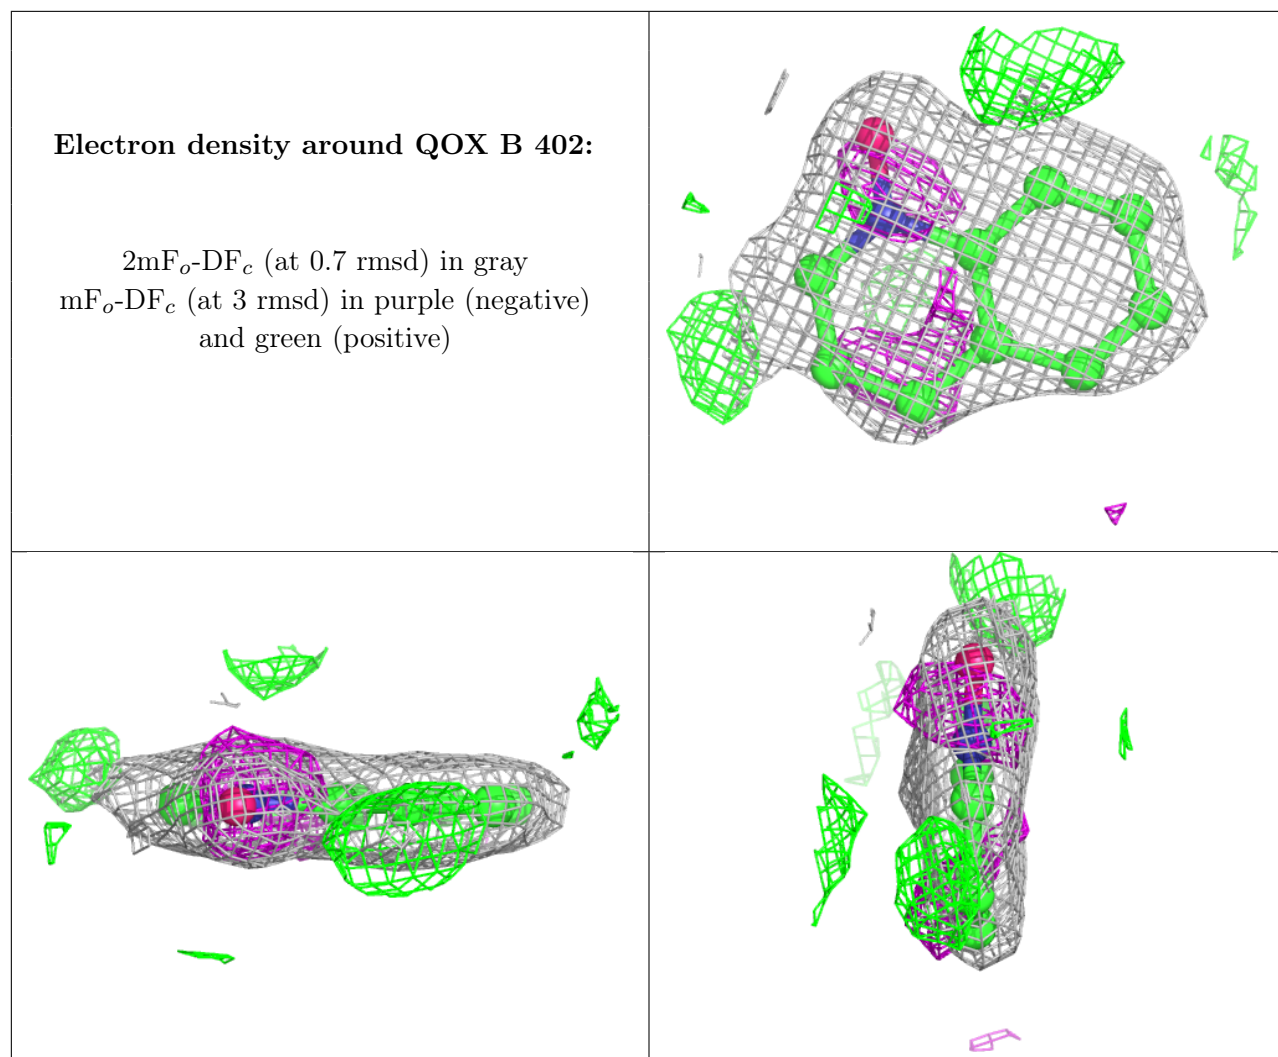 Electron density around QOX B 402:
2mFₒ-DF𝒸 (at 0.7 rmsd) in gray
mFₒ-DF𝒸 (at 3 rmsd) in purple (negative)
and green (positive)